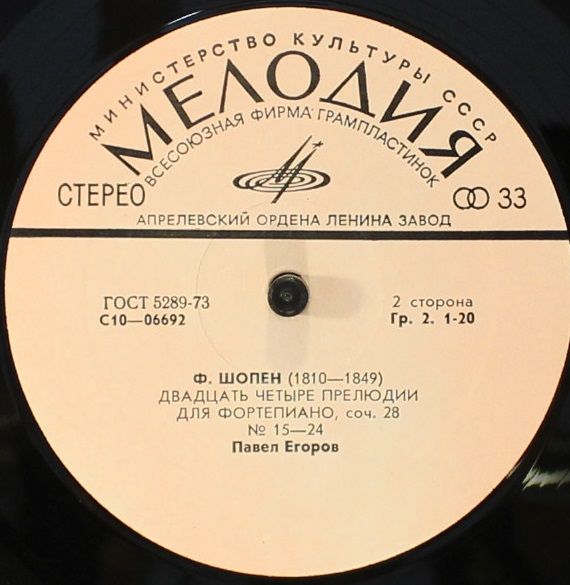 МИНИСТЕРСТВО КУЛЬТУРЫ СССР
МЕЛОДИЯ
ВСЕСОЮЗНАЯ ФИРМА ГРАМПЛАСТИНОК
СТЕРЕО
33
АПРЕЛЕВСКИЙ ОРДЕНА ЛЕНИНА ЗАВОД
ГОСТ 5289-73
2 сторона
С10—06692
Гр. 2. 1-20
Ф. ШОПЕН (1810—1849)
ДВАДЦАТЬ ЧЕТЫРЕ ПРЕЛЮДИИ
ДЛЯ ФОРТЕПИАНО, соч. 28
№ 15—24
Павел Егоров